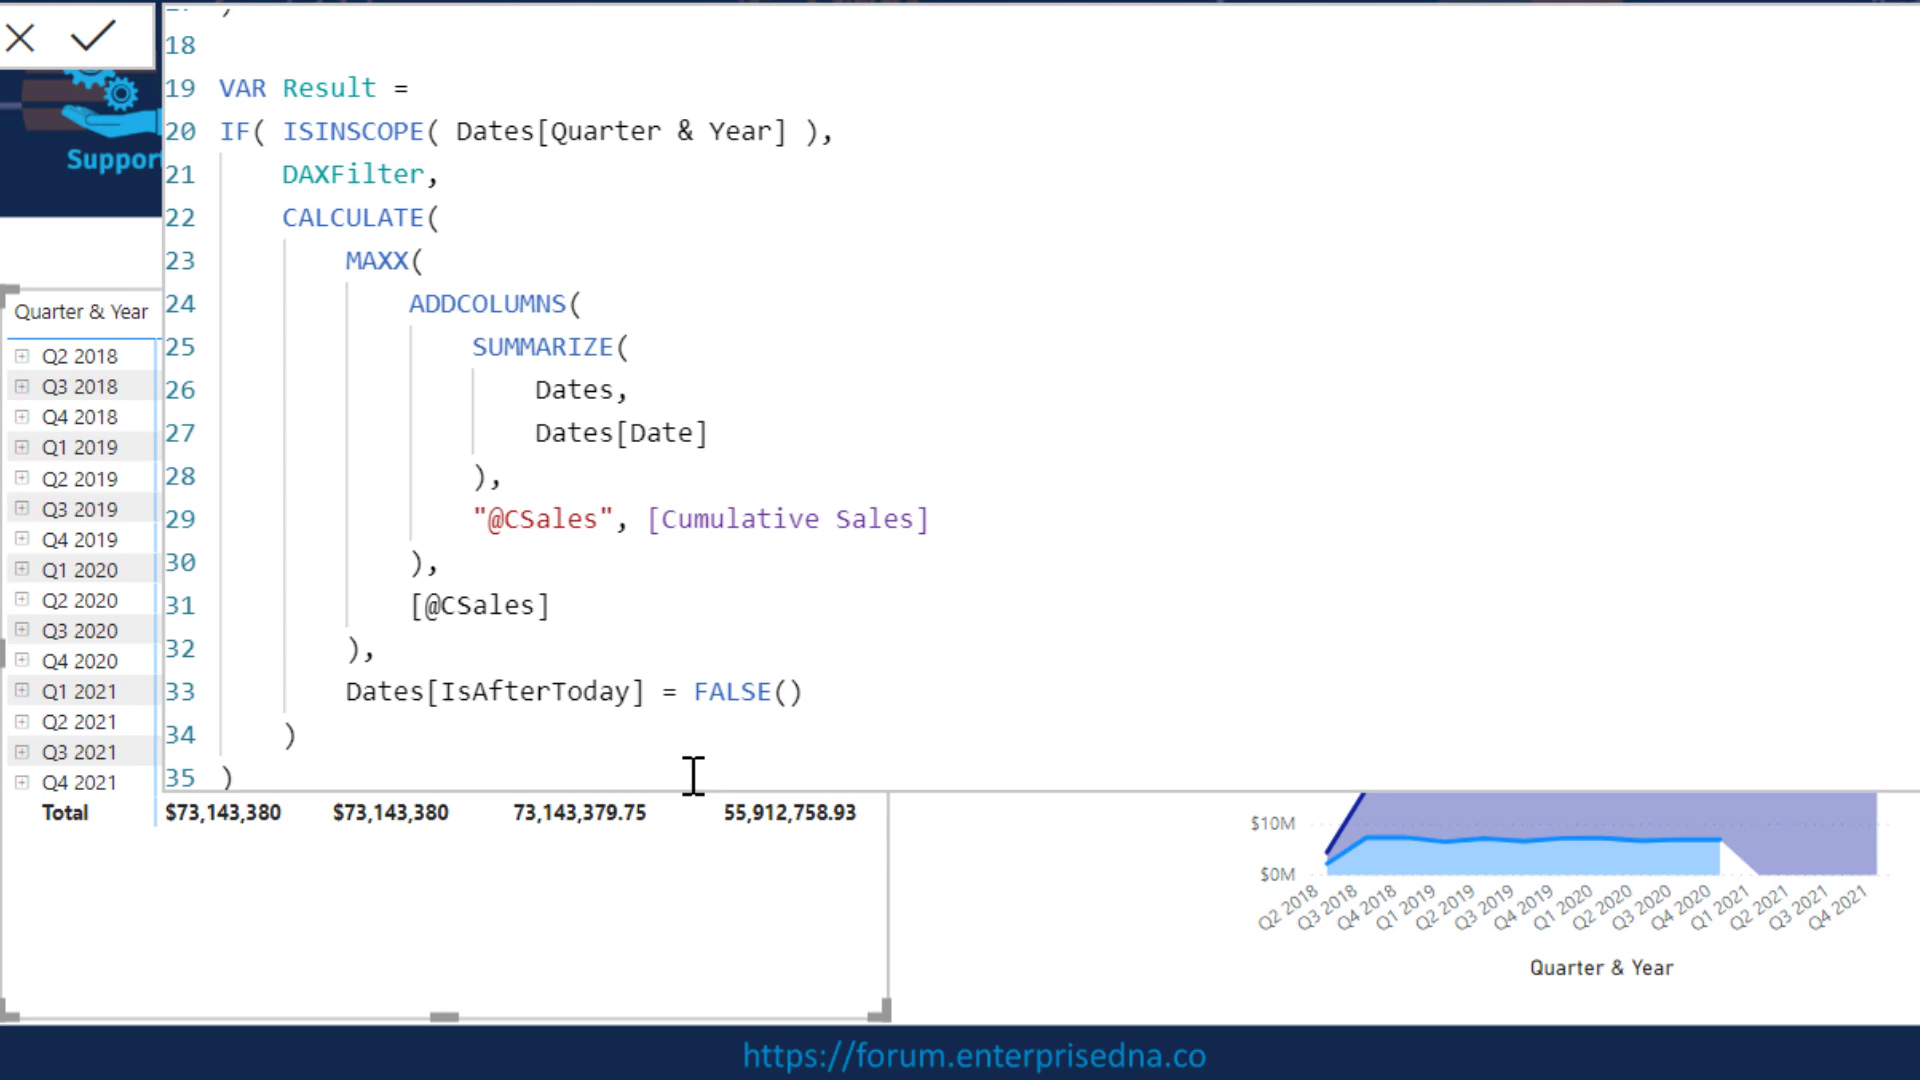 18
19 VAR Result =
20 IF( ISINSCOPE( Dates[Quarter & Year] ),
21 DAXFilter,
22 CALCULATE(
23 MAXX(
24 ADDCOLUMNS(
25 SUMMARIZE(
26 Dates,
27 Dates[Date]
28 ),
29 "@CSales", [Cumulative Sales]
30 ),
31 [@CSales]
32 ),
33 Dates[IsAfterToday] = FALSE()
34 )
35 )
Support
Quarter & Year
Q2 2018
Q3 2018
Q4 2018
Q1 2019
Q2 2019
Q3 2019
Q4 2019
Q1 2020
Q2 2020
Q3 2020
Q4 2020
Q1 2021
Q2 2021
Q3 2021
Q4 2021
Total $73,143,380 $73,143,380 73,143,379.75 55,912,758.93
$10M
$0M
Q2 2018 Q3 2018 Q4 2018 Q1 2019 Q2 2019 Q3 2019 Q4 2019 Q1 2020 Q2 2020 Q3 2020 Q4 2020 Q1 2021 Q2 2021 Q3 2021 Q4 2021
Quarter & Year
https://forum.enterprisedna.co